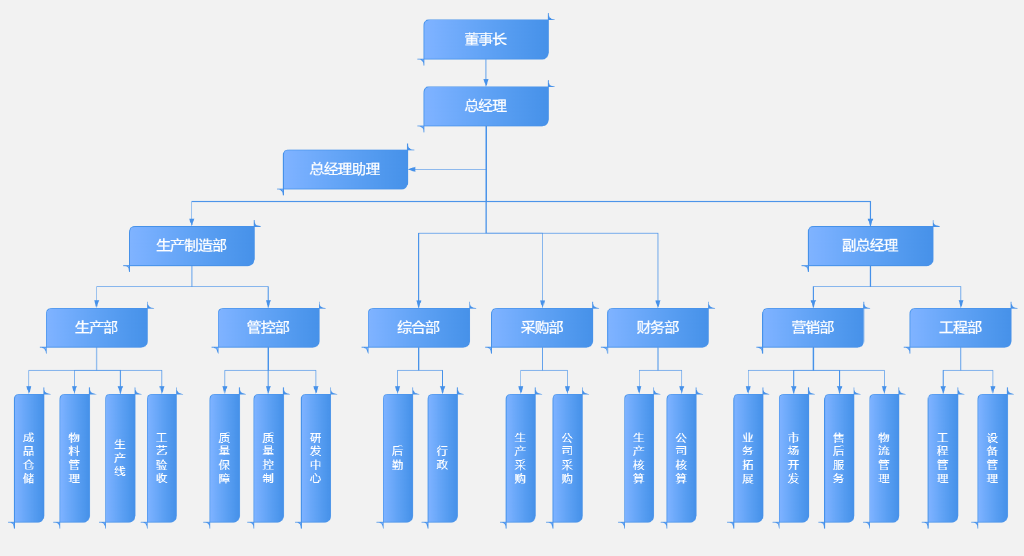 董事长
总经理
总经理助理
生产制造部
副总经理
生产部
管控部
综合部
采购部
财务部
营销部
工程部
成品仓储
物料管理
生产线
工艺验收
质量保障
质量控制
研发中心
后勤
行政
生产采购
公司采购
生产核算
公司核算
业务拓展
市场开发
售后服务
物流管理
工程管理
设备管理